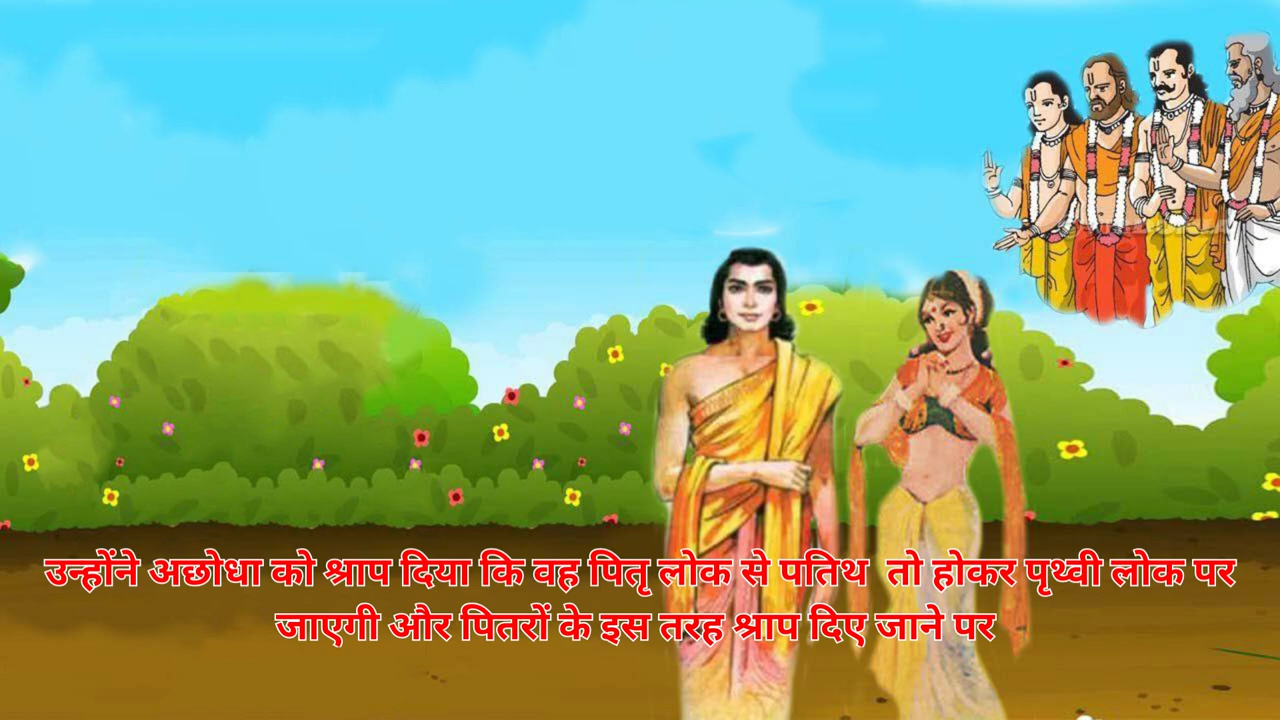 उन्होंने अछोधा को श्राप दिया कि वह पितृ लोक से पतिथ तो होकर पृथ्वी लोक पर
जाएगी और पितरों के इस तरह श्राप दिए जाने पर